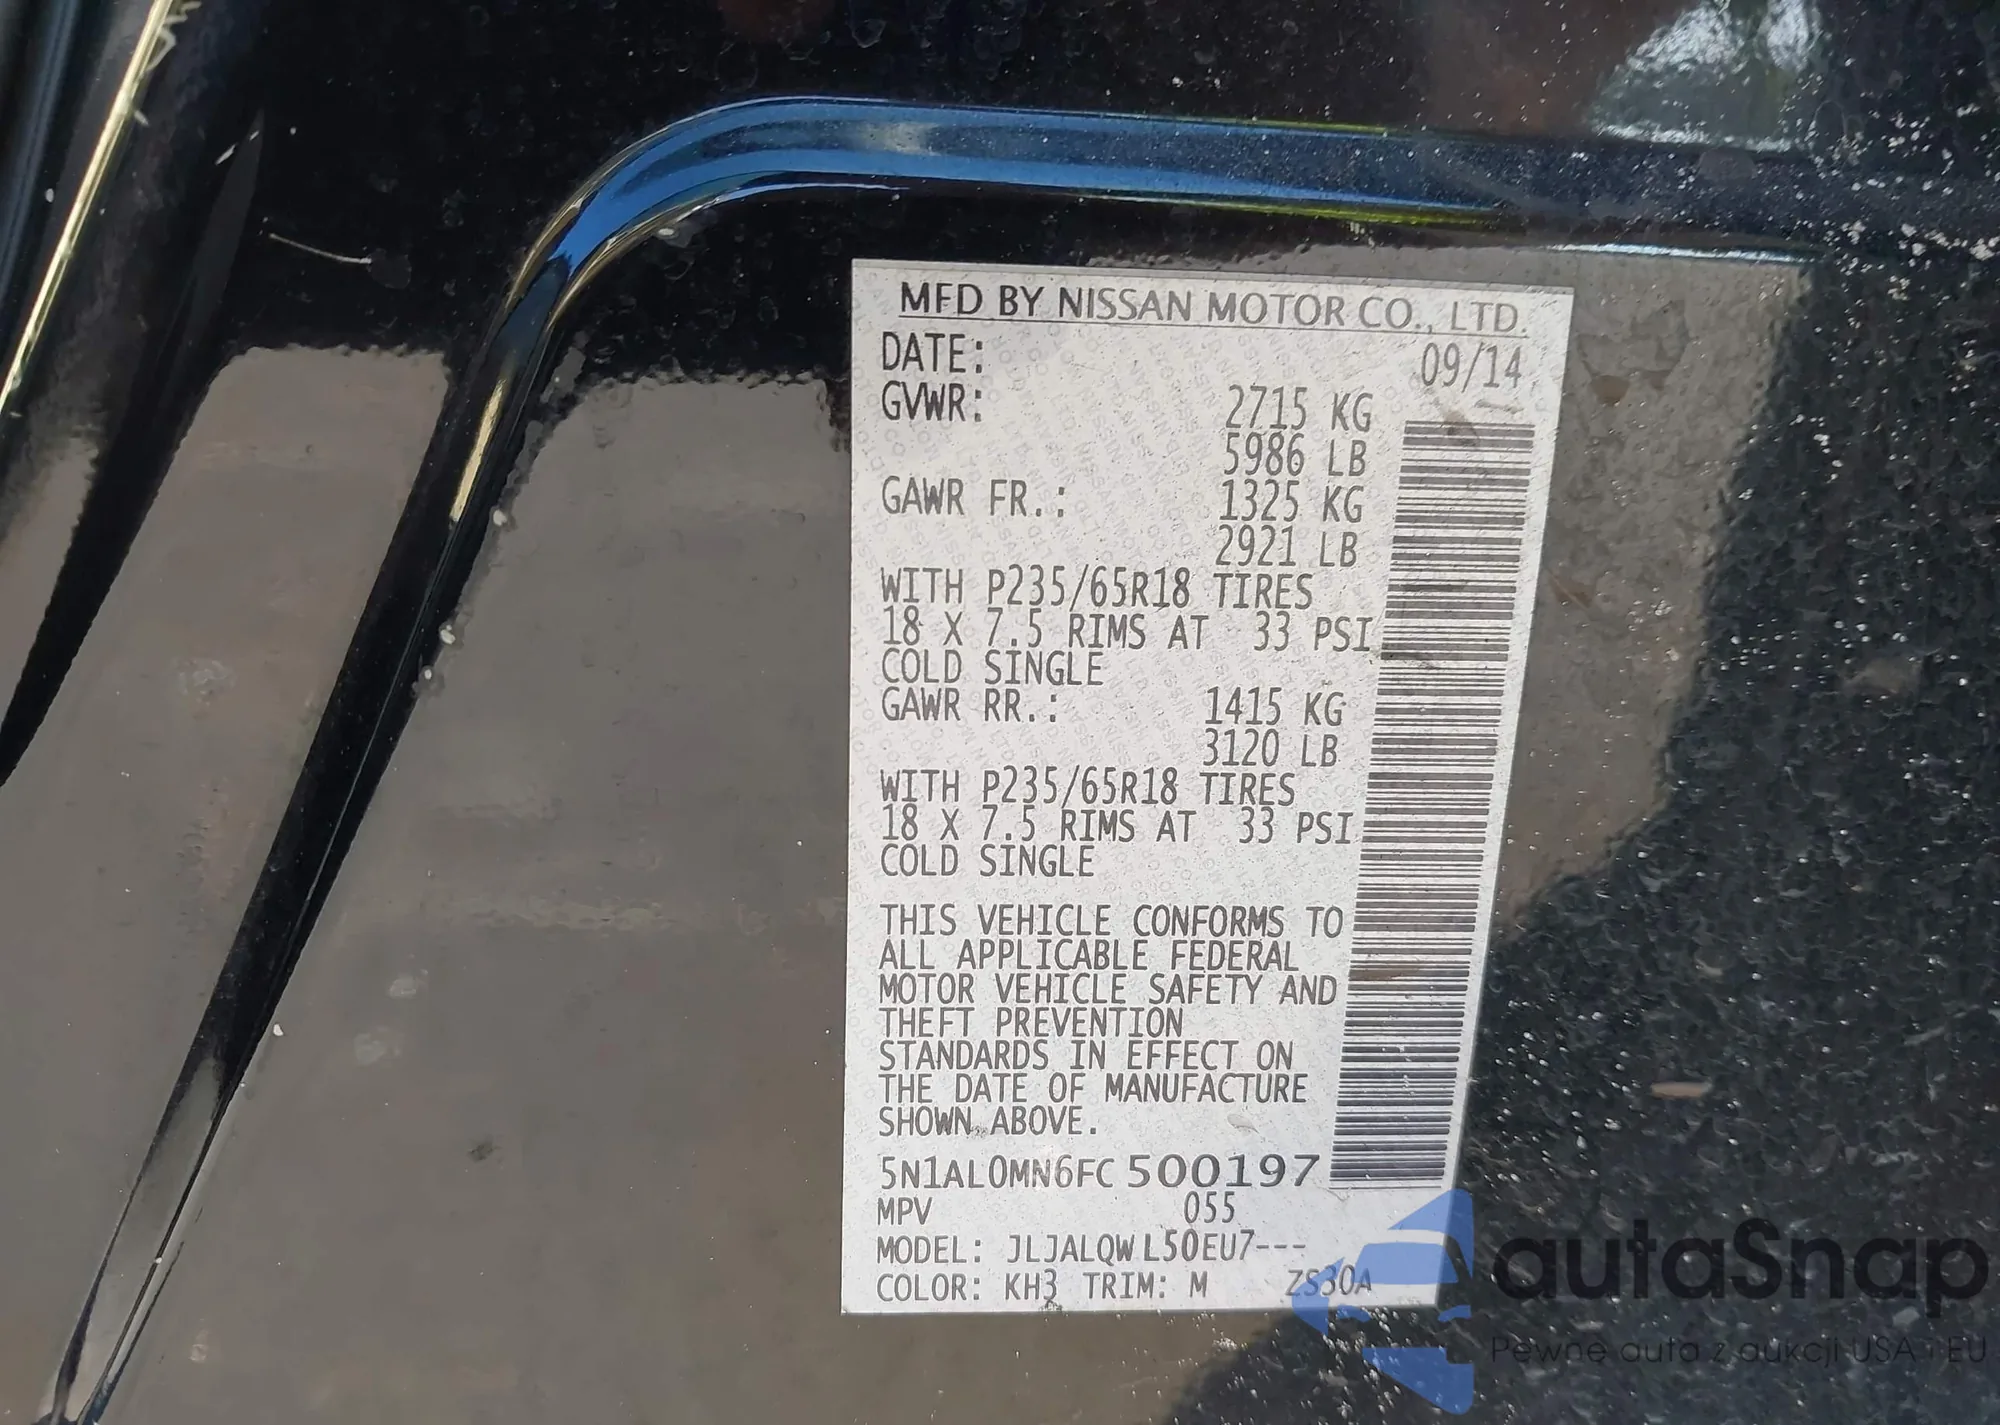 MFD BY NISSAN MOTOR CO., LTD.
DATE: 09/14
GVWR: 2715 KG
5986 LB
GAWR FR.: 1325 KG
2921 LB
WITH P235/65R18 TIRES
18 X 7.5 RIMS AT 33 PSI
COLD SINGLE
GAWR RR.: 1415 KG
3120 LB
WITH P235/65R18 TIRES
18 X 7.5 RIMS AT 33 PSI
COLD SINGLE
THIS VEHICLE CONFORMS TO
ALL APPLICABLE FEDERAL
MOTOR VEHICLE SAFETY AND
THEFT PREVENTION
STANDARDS IN EFFECT ON
THE DATE OF MANUFACTURE
SHOWN ABOVE.
5N1AL0MN6FC500197
MPV 055
MODEL: JLJALQWL50EU7---
COLOR: KH3 TRIM: M ZS30A
autaSnap
Pewne auta z aukcji USA i EU